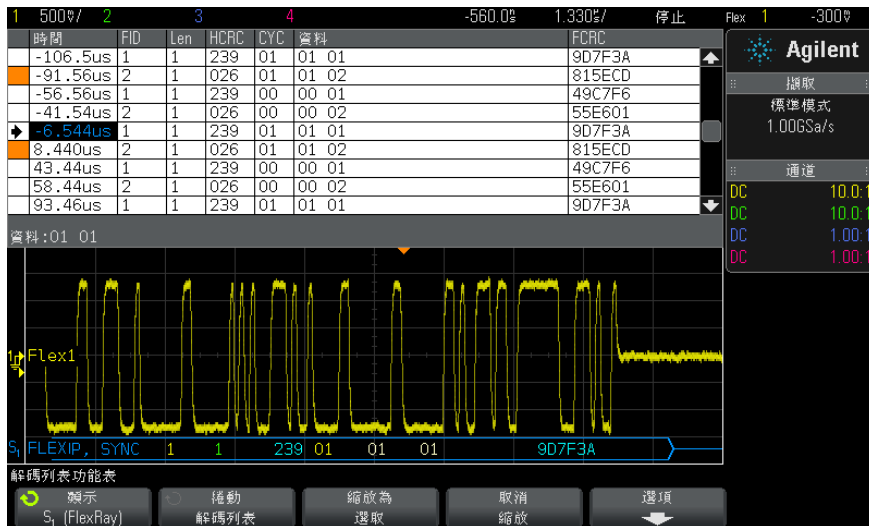 1 500▽/ 2 3 4 -560.0ns 1.330us/ 停止 Flex 1 -300▽
時間 FID Len HCRC CYC 資料 FCRC
-106.5us 1 1 239 01 01 01 9D7F3A
-91.56us 2 1 026 01 01 02 815ECD
-56.56us 1 1 239 00 00 01 49C7F6
-41.54us 2 1 026 00 00 02 55E601
-6.544us 1 1 239 01 01 01 9D7F3A
8.440us 2 1 026 01 01 02 815ECD
43.44us 1 1 239 00 00 01 49C7F6
58.44us 2 1 026 00 00 02 55E601
93.46us 1 1 239 01 01 01 9D7F3A
資料:01 01
Agilent
擷取
標準模式
1.00GSa/s
通道
DC 10.0:1
DC 10.0:1
DC 1.00:1
DC 1.00:1
Flex1
S1 FLEXIP, SYNC 1 1 239 01 01 01 9D7F3A
解碼列表功能表
顯示
S1 (FlexRay)
捲動
解碼列表
縮放為
選取
取消
縮放
選項